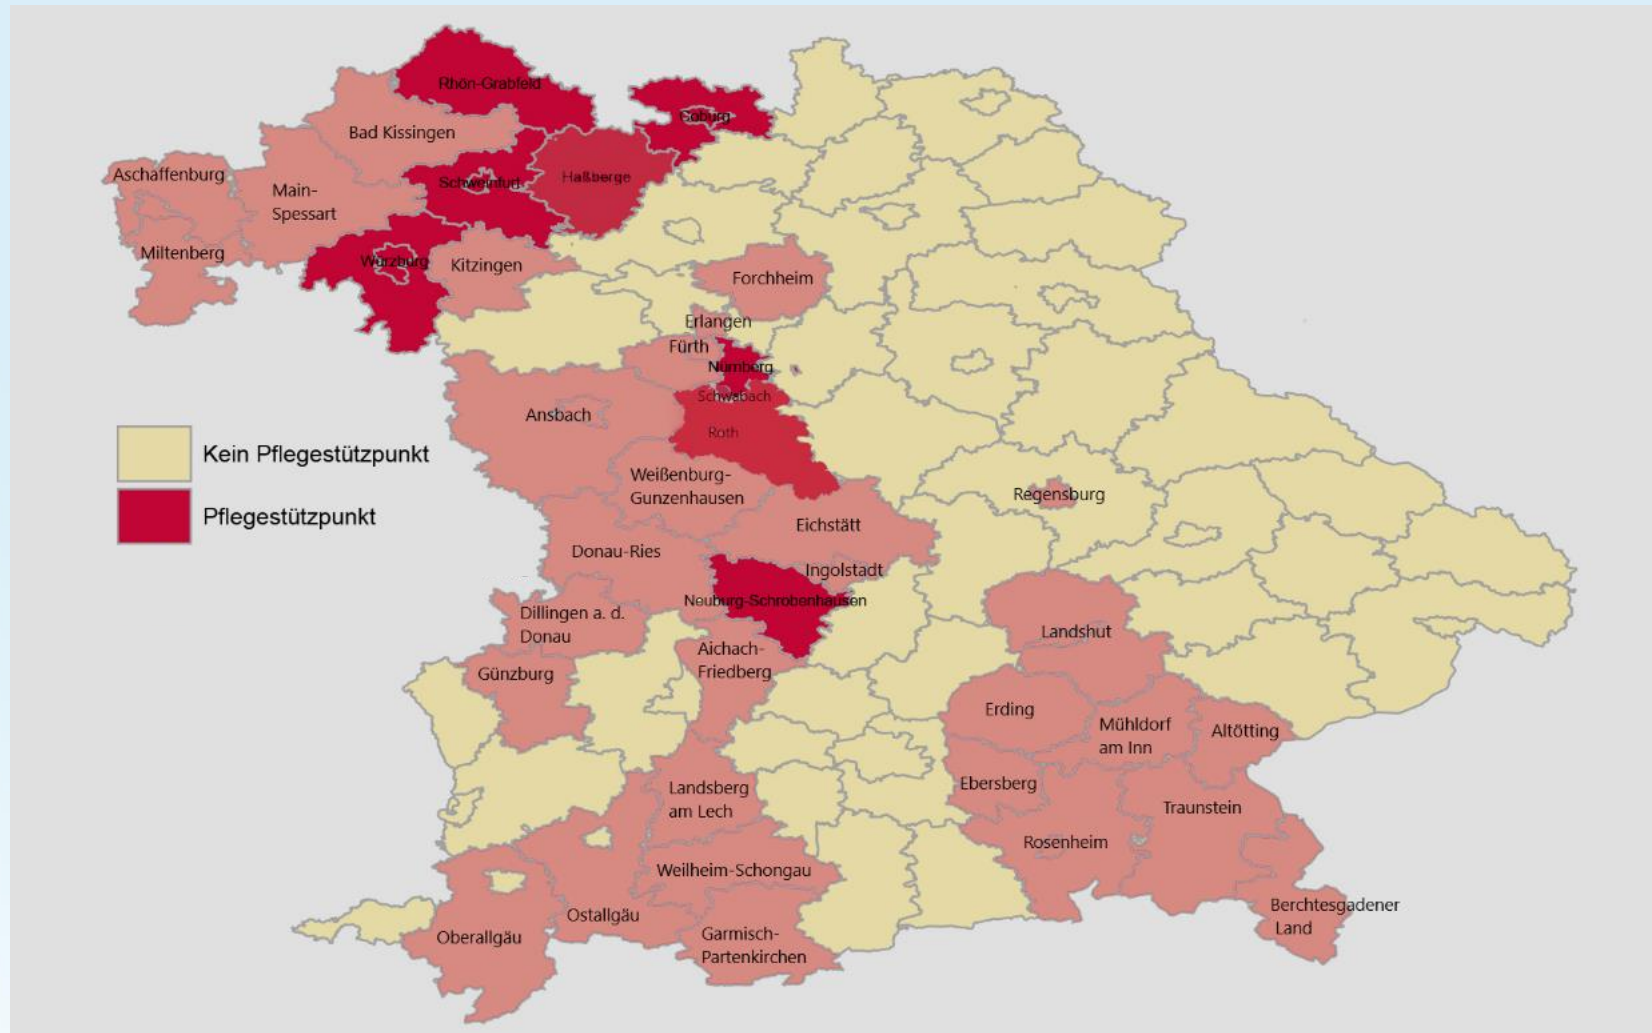 Rhön-Grabfeld
Coburg
Bad Kissingen
Aschaffenburg
Schweinfurt
Haßberge
Main-
Spessart
Miltenberg
Würzburg
Kitzingen
Forchheim
Erlangen
Fürth
Nürnberg
Schwabach
Ansbach
Roth
Kein Pflegestützpunkt
Pflegestützpunkt
Weißenburg-
Gunzenhausen
Regensburg
Eichstätt
Donau-Ries
Ingolstadt
Neuburg-Schrobenhausen
Dillingen a. d.
Donau
Landshut
Aichach-
Friedberg
Günzburg
Erding
Mühldorf
am Inn
Altötting
Ebersberg
Landsberg
am Lech
Traunstein
Rosenheim
Weilheim-Schongau
Berchtesgadener
Land
Ostallgäu
Oberallgäu
Garmisch-
Partenkirchen